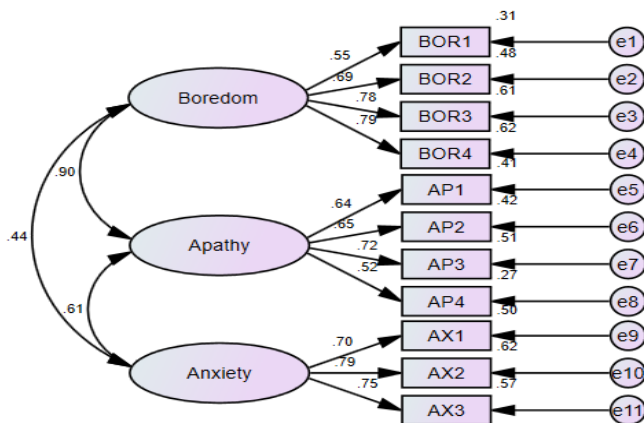 .31
.55 BOR1 e1
.48
.69 BOR2 e2
.61
Boredom .78 BOR3 e3
.62
.79 BOR4 e4
.41
.90 .64 AP1 e5
.42
.44 .65 AP2 e6
.51
Apathy .72 AP3 e7
.27
.52 AP4 e8
.50
.61 .70 AX1 e9
.62
Anxiety .79 AX2 e10
.57
.75 AX3 e11